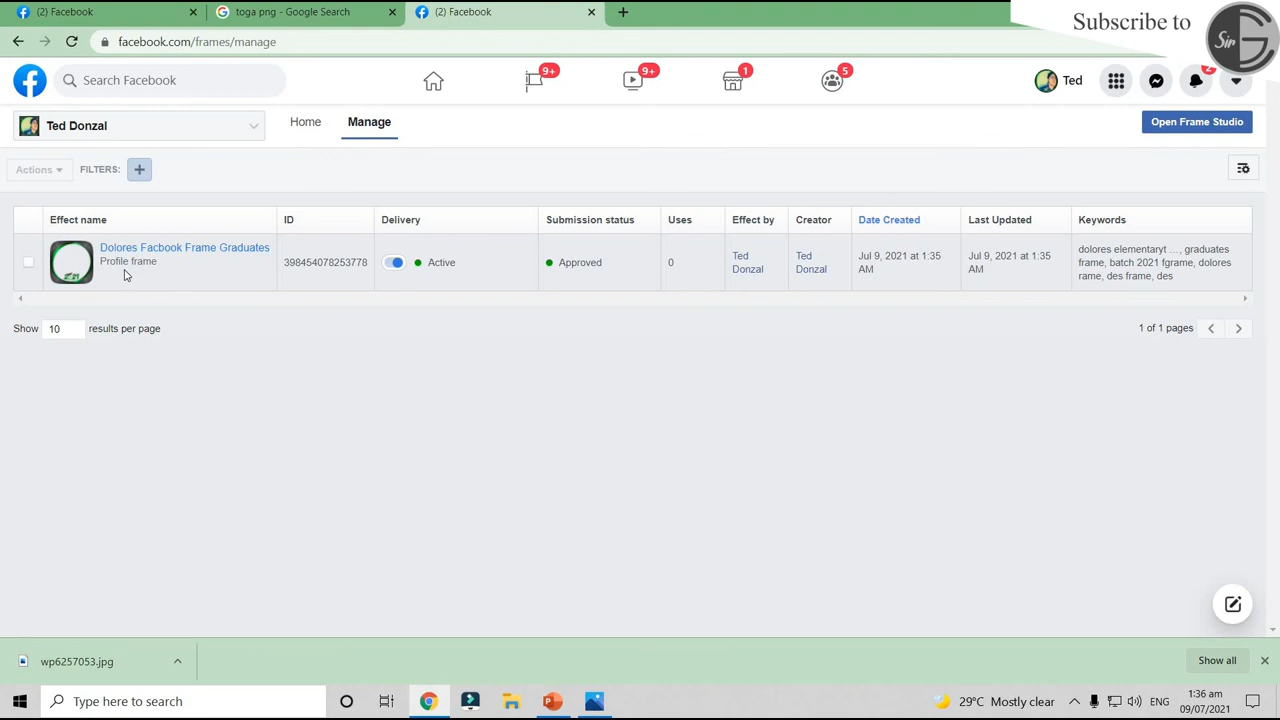 (2) Facebook
toga png - Google Search
(2) Facebook
Subscribe to
Sir G
facebook.com/frames/manage
Search Facebook
9+
9+
1
5
Ted
2
Ted Donzal
Home
Manage
Open Frame Studio
Actions
FILTERS:
Effect name
ID
Delivery
Submission status
Uses
Effect by
Creator
Date Created
Last Updated
Keywords
Dolores Facbook Frame Graduates
Profile frame
398454078253778
Active
Approved
0
Ted
Donzal
Ted
Donzal
Jul 9, 2021 at 1:35
AM
Jul 9, 2021 at 1:35
AM
dolores elementaryt ..., graduates
frame, batch 2021 fgrame, dolores
rame, des frame, des
Show 10 results per page
1 of 1 pages
wp6257053.jpg
Show all
Type here to search
29°C Mostly clear
ENG
1:36 am
09/07/2021